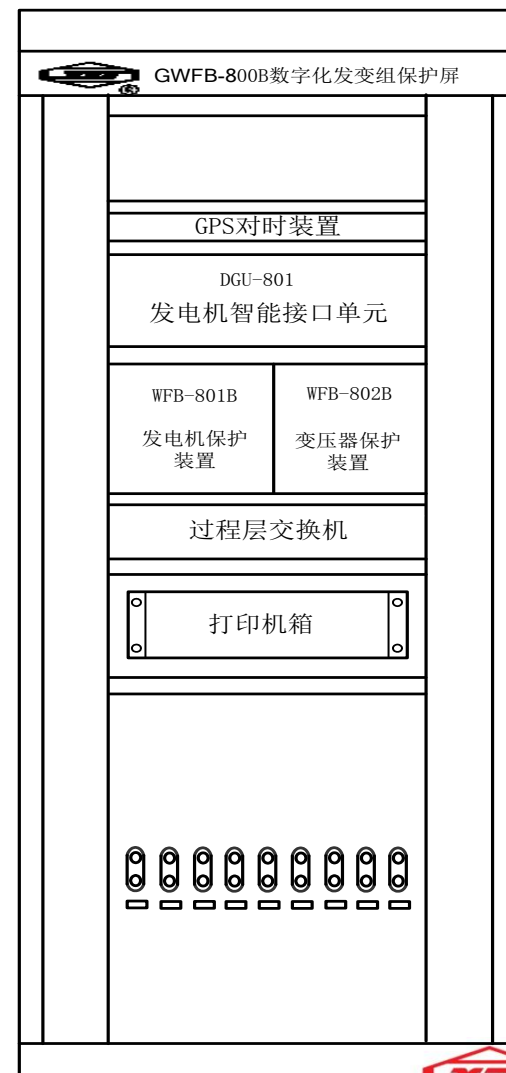 GWFB-800B数字化发变组保护屏
GPS对时装置
DGU-801
发电机智能接口单元
WFB-801B
发电机保护
装置
WFB-802B
变压器保护
装置
过程层交换机
打印机箱